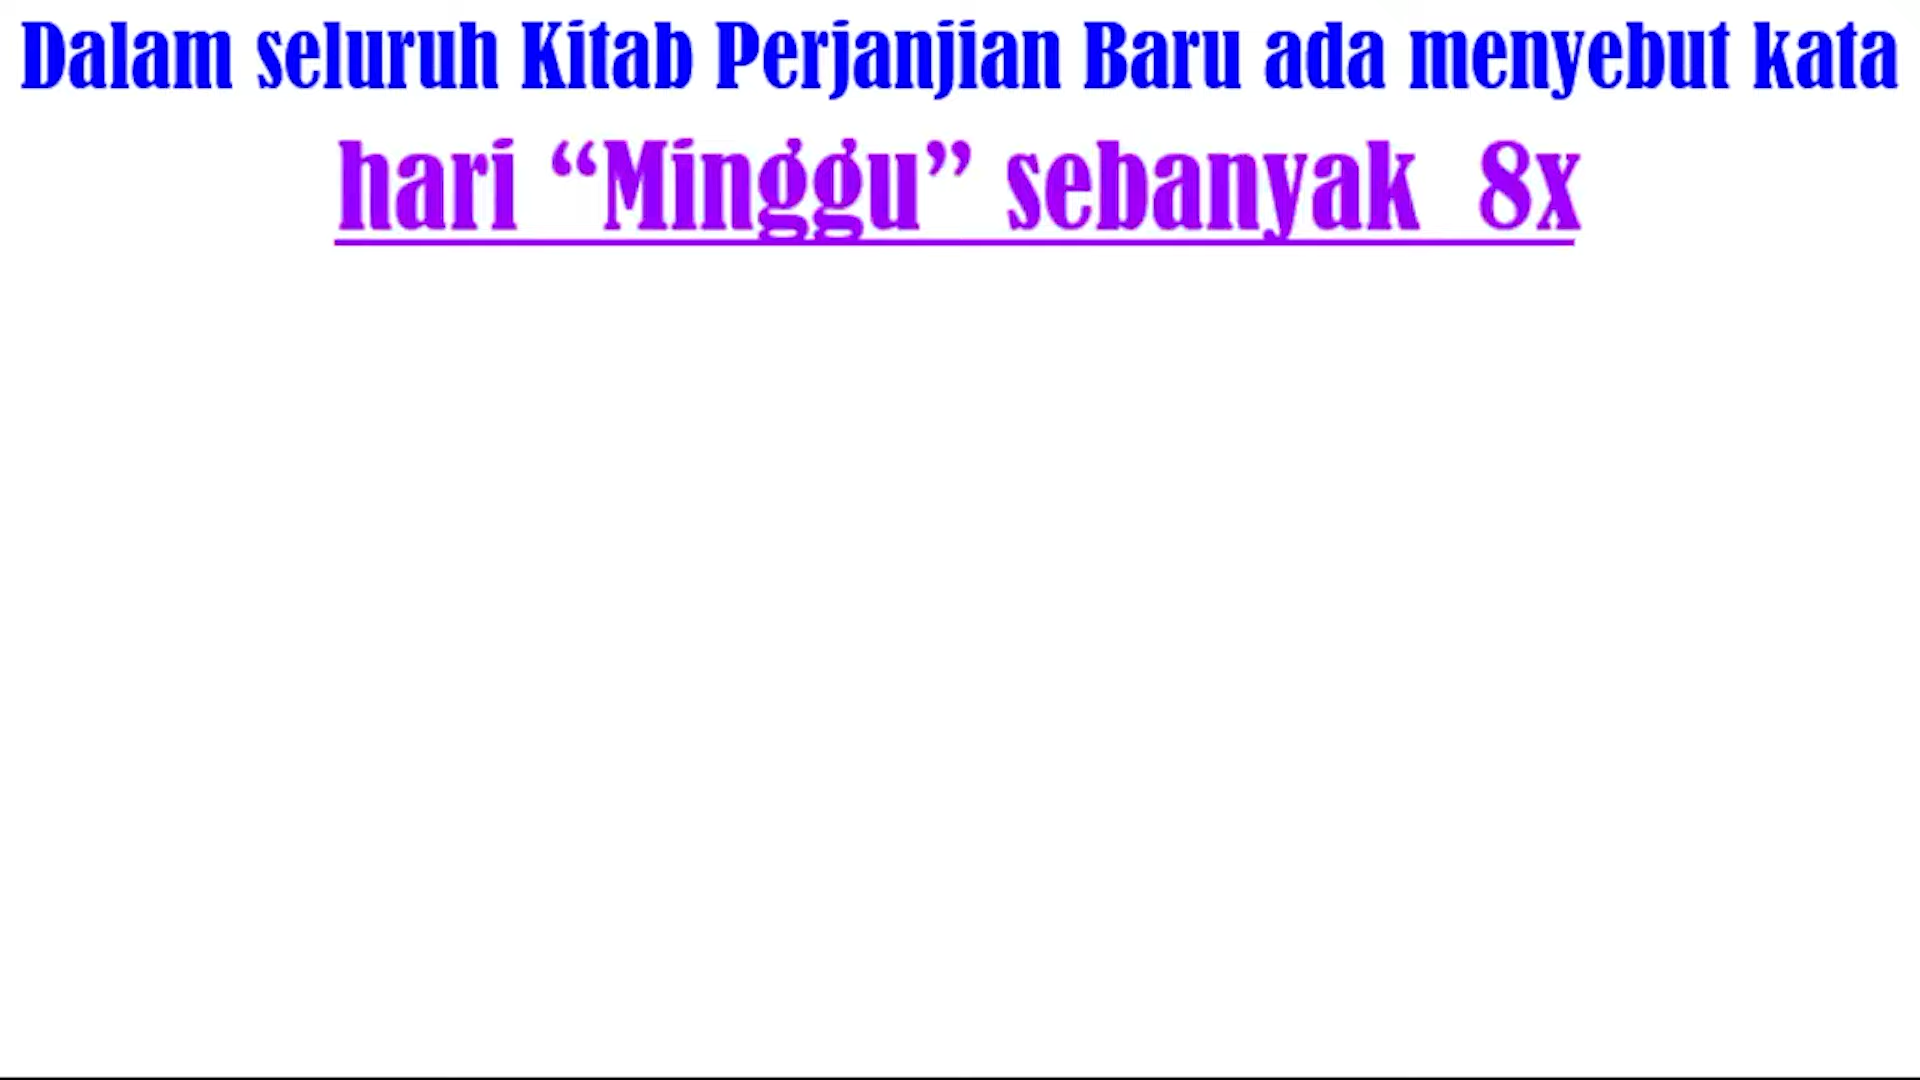 Dalam seluruh Kitab Perjanjian Baru ada menyebut kata
hari “Minggu” sebanyak 8x